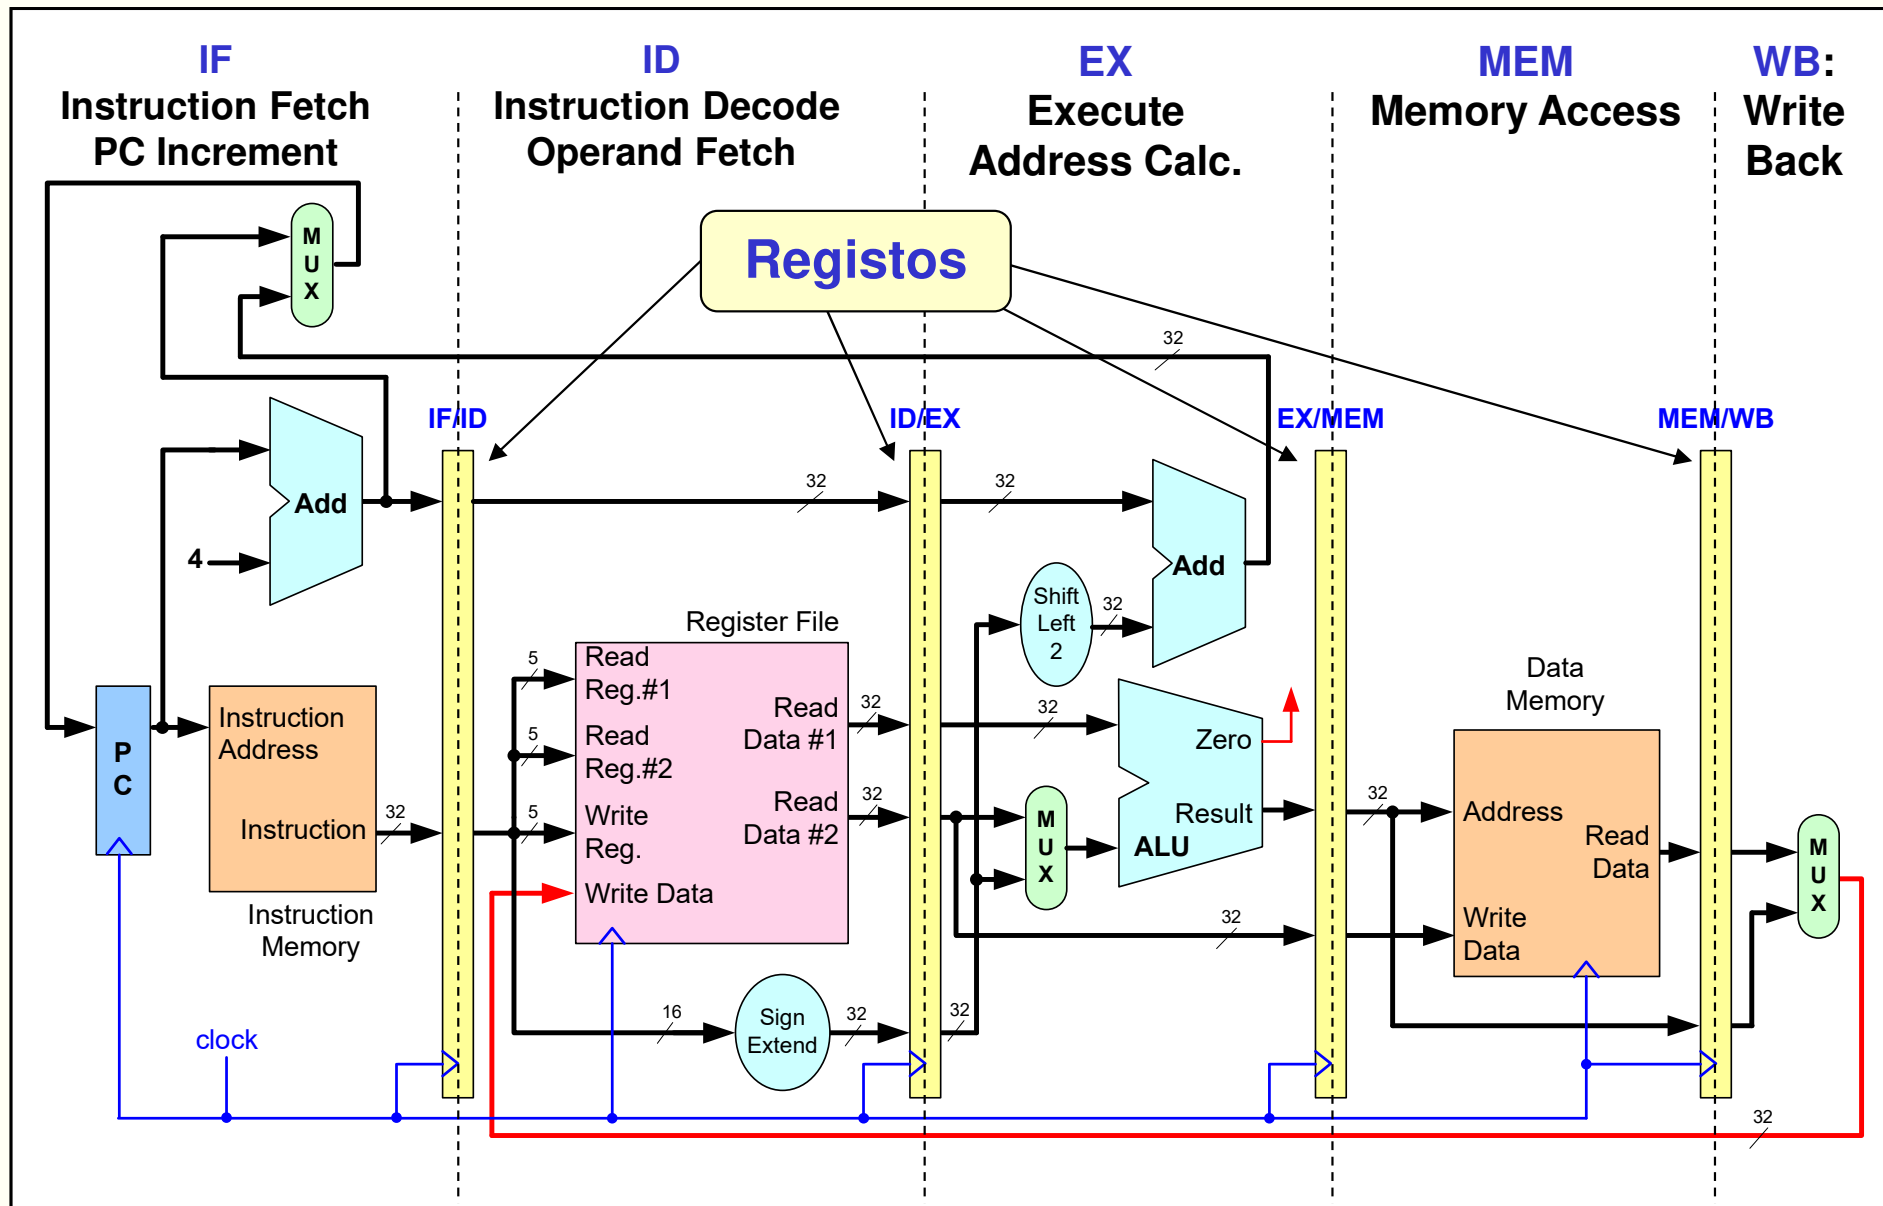 IF
Instruction Fetch
PC Increment
ID
Instruction Decode
Operand Fetch
EX
Execute
Address Calc.
MEM
Memory Access
WB:
Write
Back
M
U
X
Registos
32
IF/ID
ID/EX
EX/MEM
MEM/WB
Add
4
32
32
Add
Shift
Left
2
32
Register File
Read
Reg.#1
Read
Reg.#2
Write
Reg.
Write Data
Read
Data #1
Read
Data #2
5
5
5
32
32
P
C
Instruction
Address
Instruction
32
Instruction
Memory
32
Zero
Result
ALU
M
U
X
32
Data
Memory
32
Address
Read
Data
Write
Data
M
U
X
16
Sign
Extend
32
32
clock
32